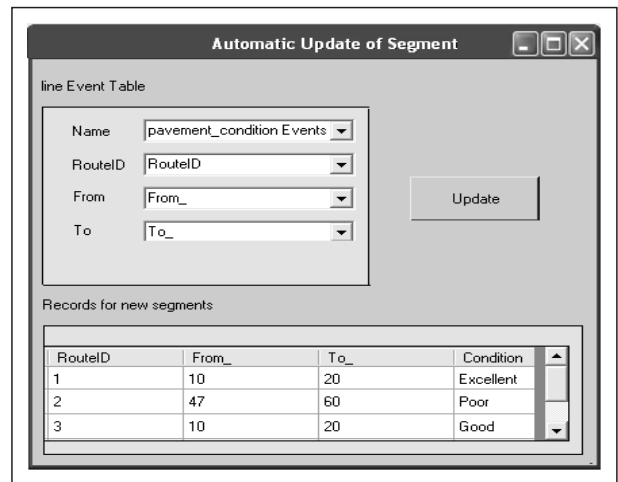 Automatic Update of Segment
line Event Table
Name pavement_condition Events
RouteID RouteID
From From_
To To_
Update
Records for new segments
RouteID From_ To_ Condition
1 10 20 Excellent
2 47 60 Poor
3 10 20 Good